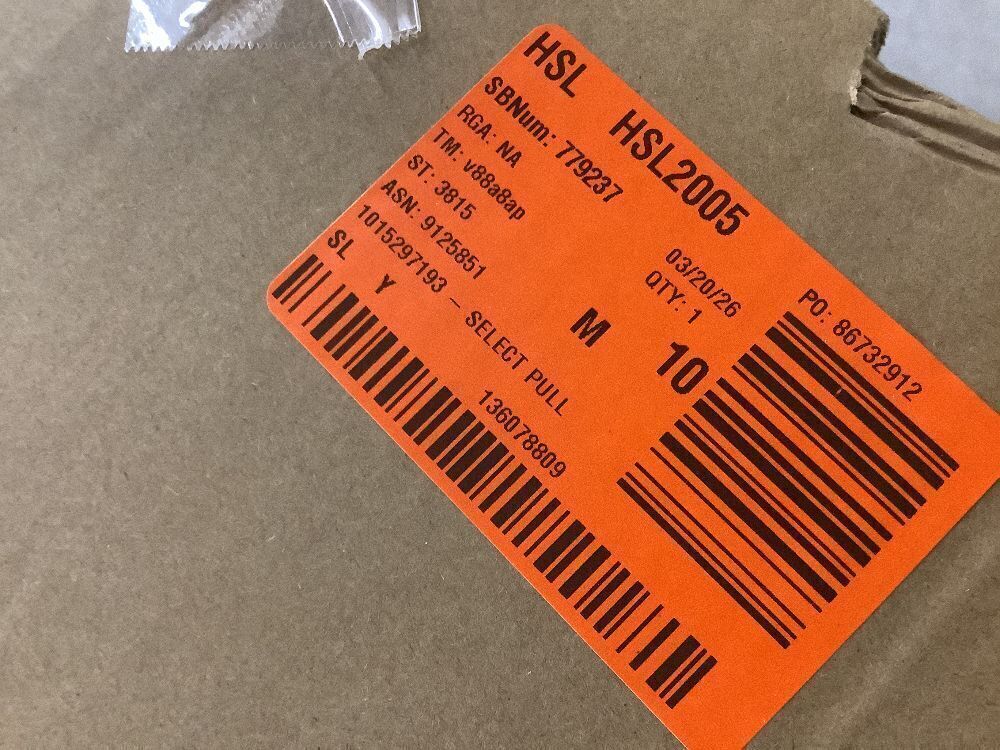 HSL HSL2005
SBNum: 779237
RGA: NA 03/20/26 PO: 86732912
TM: v88a8ap QTY: 1
ST: 3815
ASN: 9125851 M 10
1015297193 – SELECT PULL
SL Y 136078809